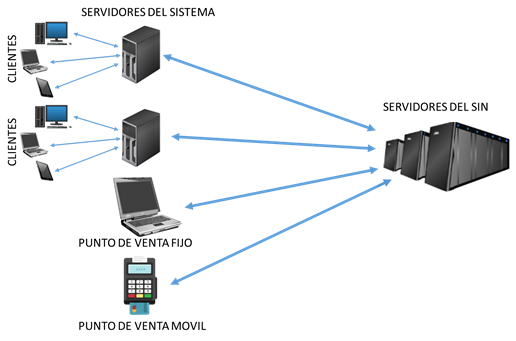 SERVIDORES DEL SISTEMA
CLIENTES
SERVIDORES DEL SIN
CLIENTES
PUNTO DE VENTA FIJO
PUNTO DE VENTA MOVIL